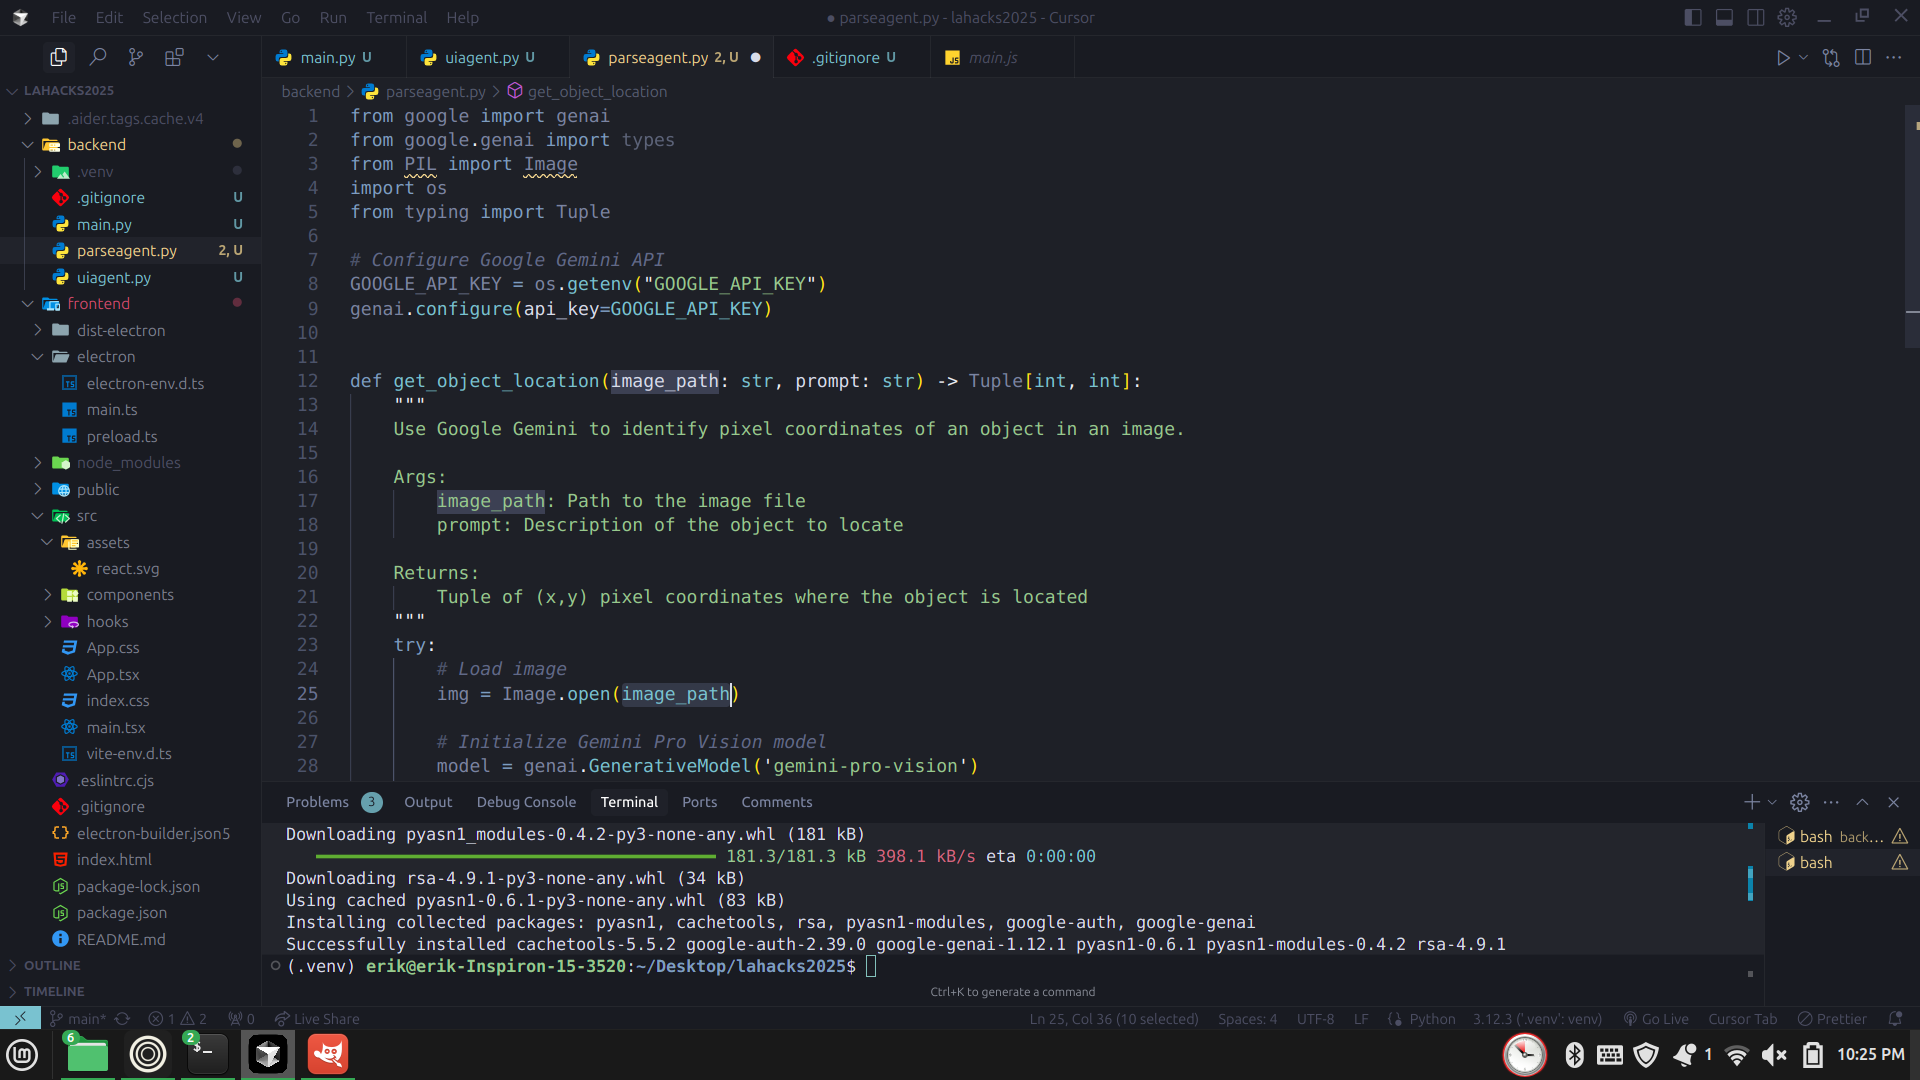 File Edit Selection View Go Run Terminal Help
● parseagent.py - lahacks2025 - Cursor
main.py U
uiagent.py U
parseagent.py 2, U
.gitignore U
main.js
LAHACKS2025
.aider.tags.cache.v4
backend
.venv
.gitignore U
main.py U
parseagent.py 2, U
uiagent.py U
frontend
dist-electron
electron
electron-env.d.ts
main.ts
preload.ts
node_modules
public
src
assets
react.svg
components
hooks
App.css
App.tsx
index.css
main.tsx
vite-env.d.ts
.eslintrc.cjs
.gitignore
electron-builder.json5
index.html
package-lock.json
package.json
README.md
OUTLINE
TIMELINE
backend > parseagent.py > get_object_location
1 from google import genai
2 from google.genai import types
3 from PIL import Image
4 import os
5 from typing import Tuple
6
7 # Configure Google Gemini API
8 GOOGLE_API_KEY = os.getenv("GOOGLE_API_KEY")
9 genai.configure(api_key=GOOGLE_API_KEY)
10
11
12 def get_object_location(image_path: str, prompt: str) -> Tuple[int, int]:
13 """
14 Use Google Gemini to identify pixel coordinates of an object in an image.
15
16 Args:
17 image_path: Path to the image file
18 prompt: Description of the object to locate
19
20 Returns:
21 Tuple of (x,y) pixel coordinates where the object is located
22 """
23 try:
24 # Load image
25 img = Image.open(image_path)
26
27 # Initialize Gemini Pro Vision model
28 model = genai.GenerativeModel('gemini-pro-vision')
Problems 3 Output Debug Console Terminal Ports Comments
Downloading pyasn1_modules-0.4.2-py3-none-any.whl (181 kB)
181.3/181.3 kB 398.1 kB/s eta 0:00:00
Downloading rsa-4.9.1-py3-none-any.whl (34 kB)
Using cached pyasn1-0.6.1-py3-none-any.whl (83 kB)
Installing collected packages: pyasn1, cachetools, rsa, pyasn1-modules, google-auth, google-genai
Successfully installed cachetools-5.5.2 google-auth-2.39.0 google-genai-1.12.1 pyasn1-0.6.1 pyasn1-modules-0.4.2 rsa-4.9.1
(.venv) erik@erik-Inspiron-15-3520:~/Desktop/lahacks2025$
Ctrl+K to generate a command
bash back...
bash
main* 1 2 0 Live Share
Ln 25, Col 36 (10 selected) Spaces: 4 UTF-8 LF Python 3.12.3 ('.venv': venv) Go Live Cursor Tab Prettier
6 2 1 10:25 PM